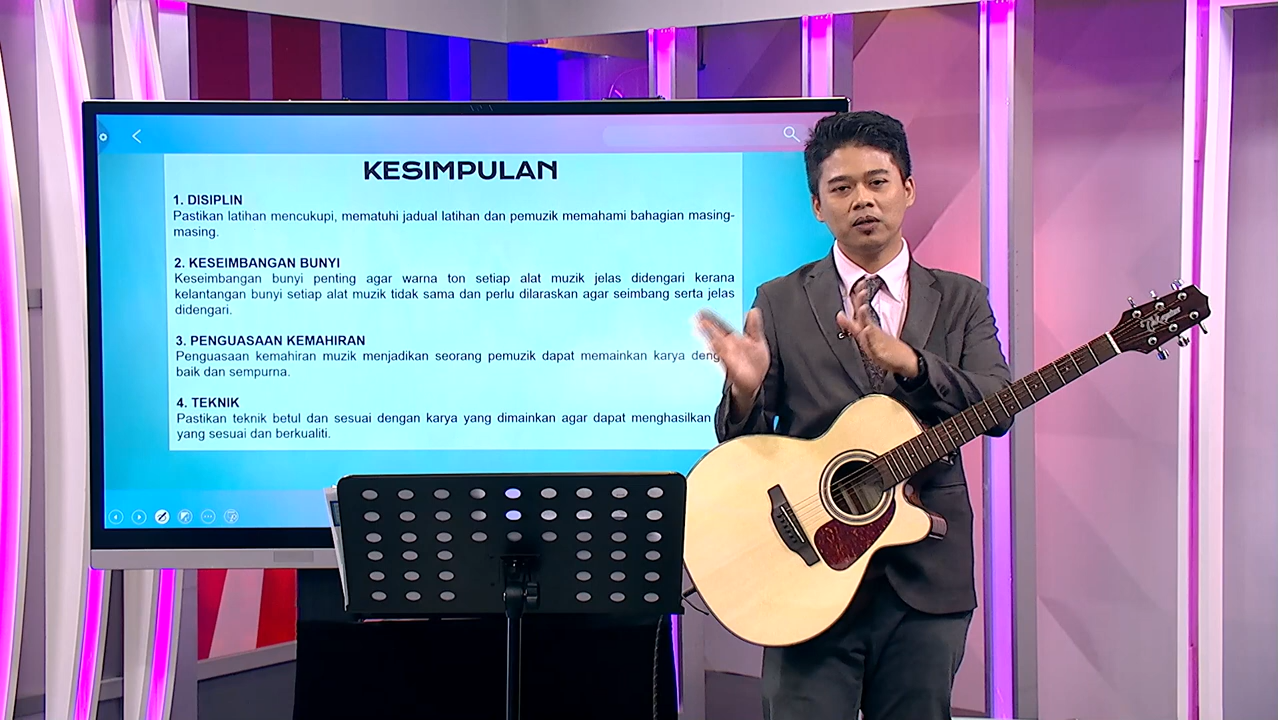 KESIMPULAN
1. DISIPLIN
Pastikan latihan mencukupi, mematuhi jadual latihan dan pemuzik memahami bahagian masing-
masing.
2. KESEIMBANGAN BUNYI
Keseimbangan bunyi penting agar warna ton setiap alat muzik jelas didengari kerana
kelantangan bunyi setiap alat muzik tidak sama dan perlu dilaraskan agar seimbang serta jelas
didengari.
3. PENGUASAAN KEMAHIRAN
Penguasaan kemahiran muzik menjadikan seorang pemuzik dapat memainkan karya
baik dan sempurna.
4. TEKNIK
Pastikan teknik betul dan sesuai dengan karya yang dimainkan agar dapat menghasilkan
yang sesuai dan berkualiti.